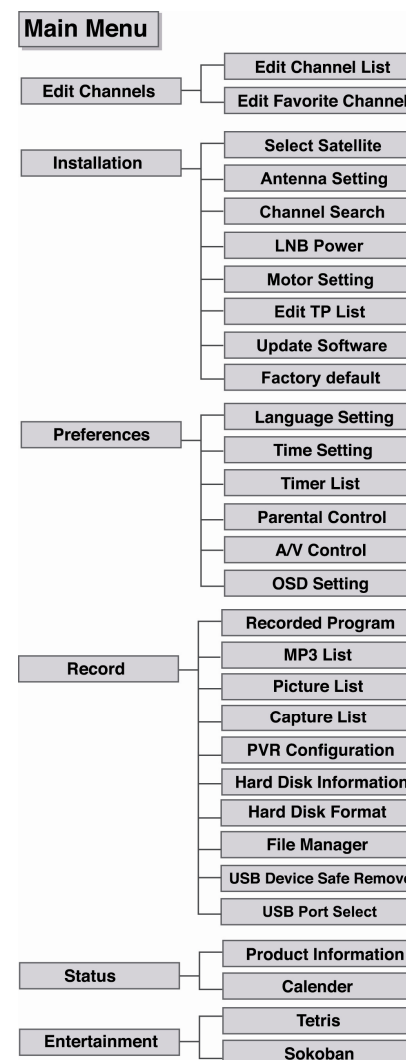 Main Menu
Edit Channels
Edit Channel List
Edit Favorite Channel
Installation
Select Satellite
Antenna Setting
Channel Search
LNB Power
Motor Setting
Edit TP List
Update Software
Factory default
Preferences
Language Setting
Time Setting
Timer List
Parental Control
A/V Control
OSD Setting
Record
Recorded Program
MP3 List
Picture List
Capture List
PVR Configuration
Hard Disk Information
Hard Disk Format
File Manager
USB Device Safe Remove
USB Port Select
Status
Product Information
Calender
Entertainment
Tetris
Sokoban